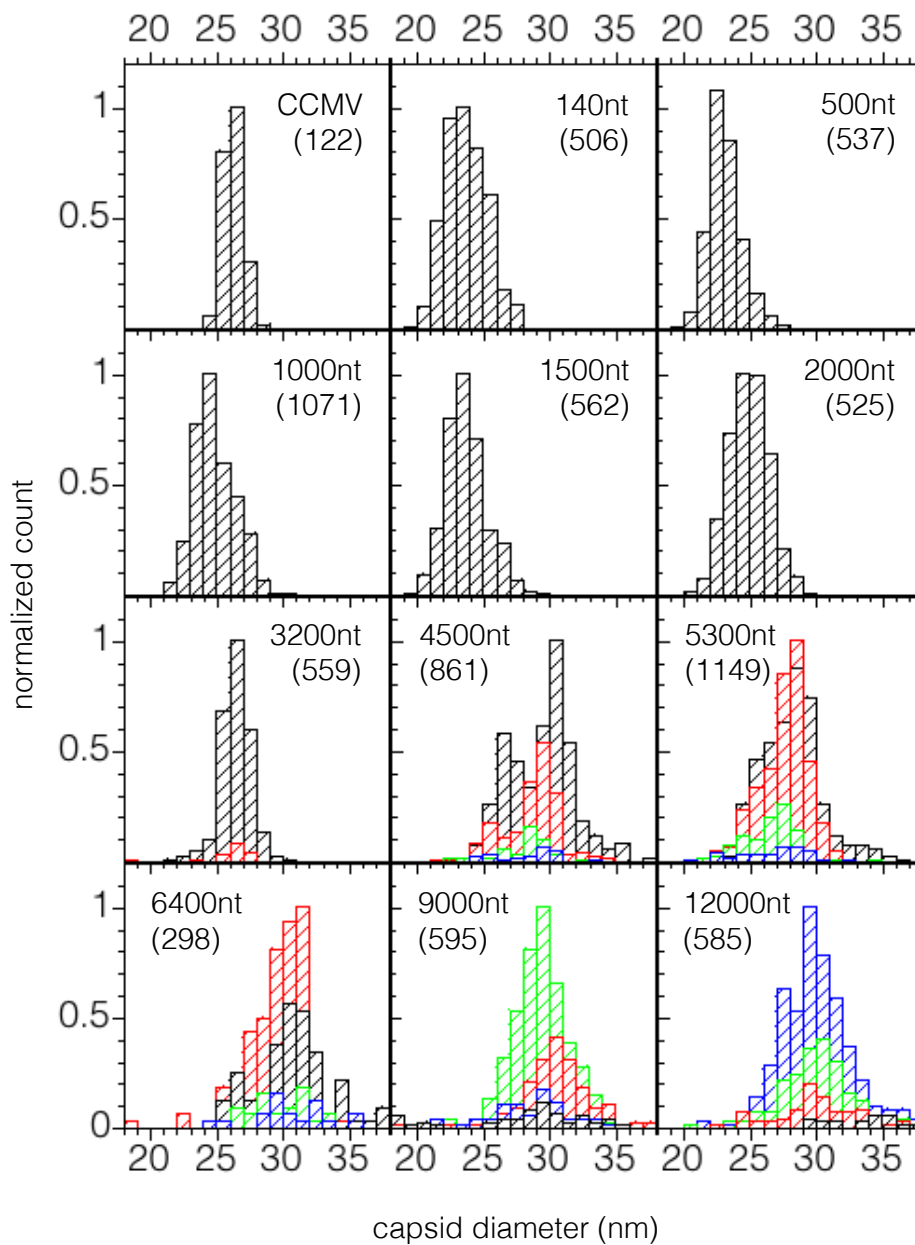 20 25 30 35 20 25 30 35 20 25 30 35
1
0.5
CCMV
(122)
140nt
(506)
500nt
(537)
1
0.5
1000nt
(1071)
1500nt
(562)
2000nt
(525)
normalized count
1
0.5
3200nt
(559)
4500nt
(861)
5300nt
(1149)
1
0.5
0
6400nt
(298)
9000nt
(595)
12000nt
(585)
20 25 30 35 20 25 30 35 20 25 30 35
capsid diameter (nm)